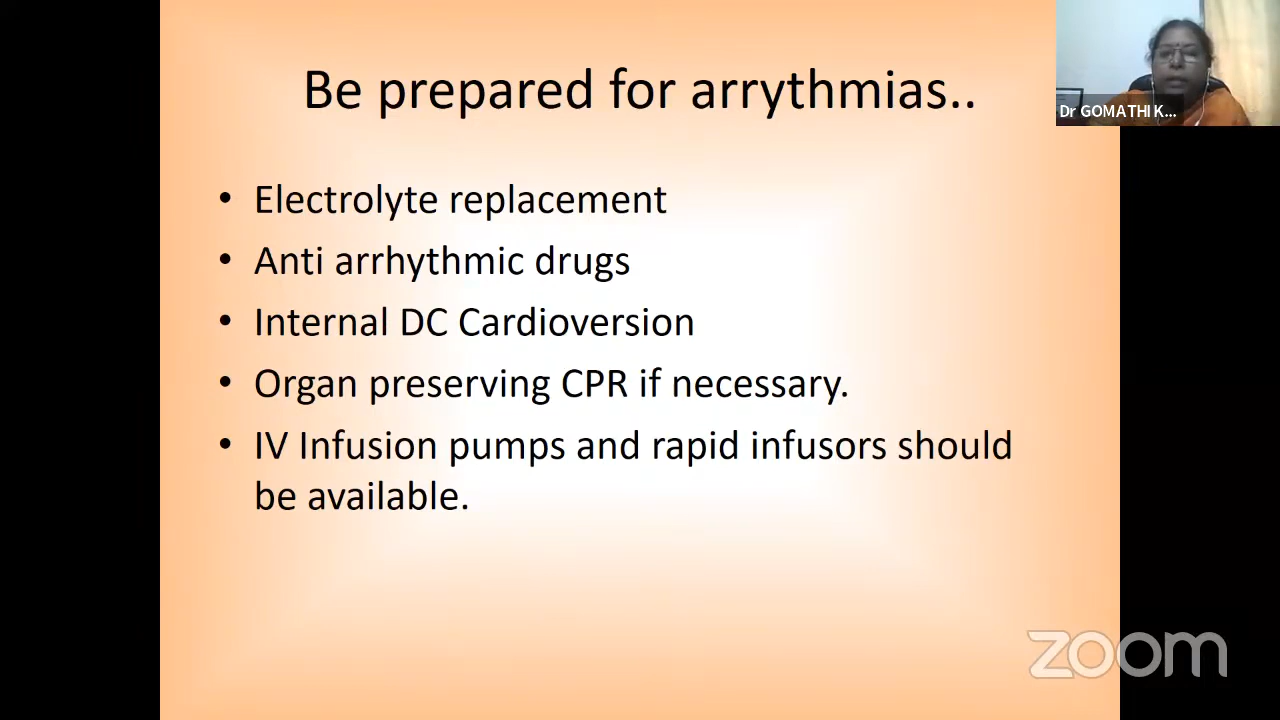 Be prepared for arrythmias..
Dr GOMATHI K...
• Electrolyte replacement
• Anti arrhythmic drugs
• Internal DC Cardioversion
• Organ preserving CPR if necessary.
• IV Infusion pumps and rapid infusors should
be available.
zoom